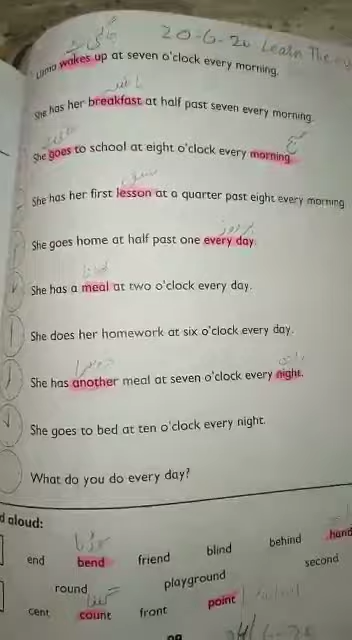 20-6-20 Learn The
Uzma wakes up at seven o'clock every morning.
She has her breakfast at half past seven every morning.
She goes to school at eight o'clock every morning.
She has her first lesson at a quarter past eight every morning.
She goes home at half past one every day.
She has a meal at two o'clock every day.
She does her homework at six o'clock every day.
She has another meal at seven o'clock every night.
She goes to bed at ten o'clock every night.
What do you do every day?
d aloud:
end bend friend blind behind hand
round playground second
cent count front point